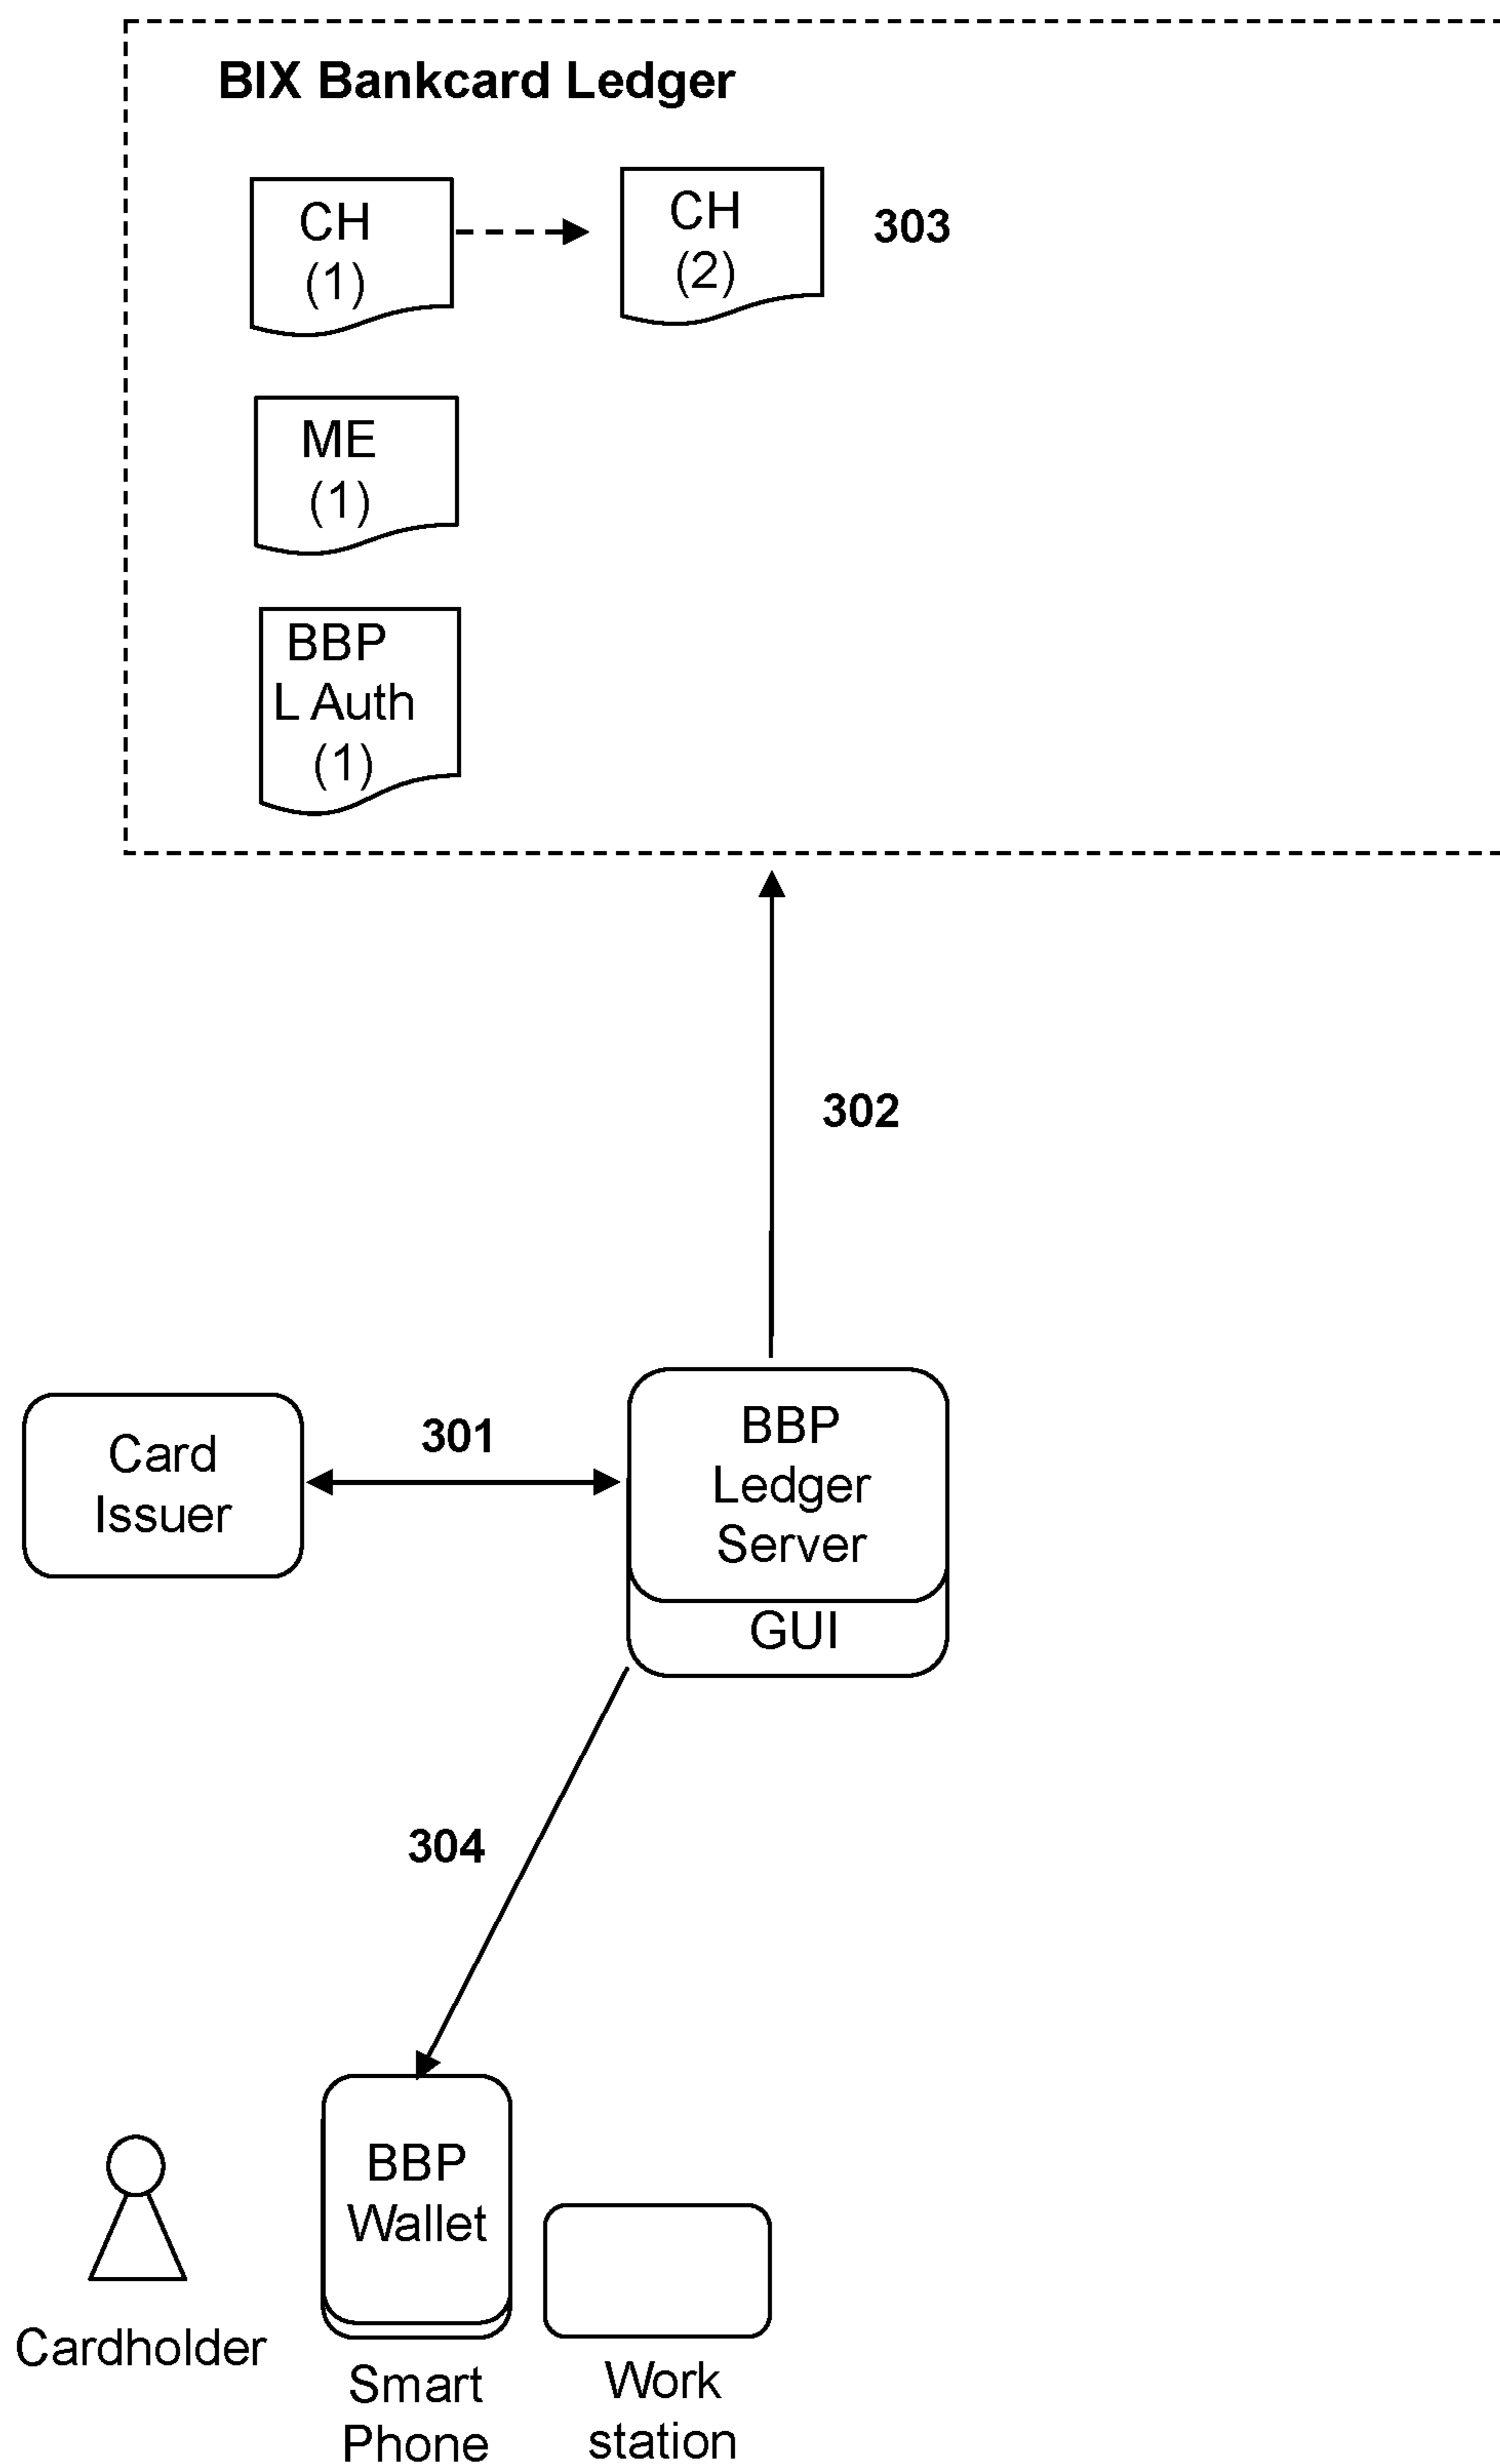 BIX Bankcard Ledger
CH
(1)
CH
(2)
303
ME
(1)
BBP
L Auth
(1)
302
Card
Issuer
301
BBP
Ledger
Server
GUI
304
BBP
Wallet
Cardholder
Smart
Phone
Work
station